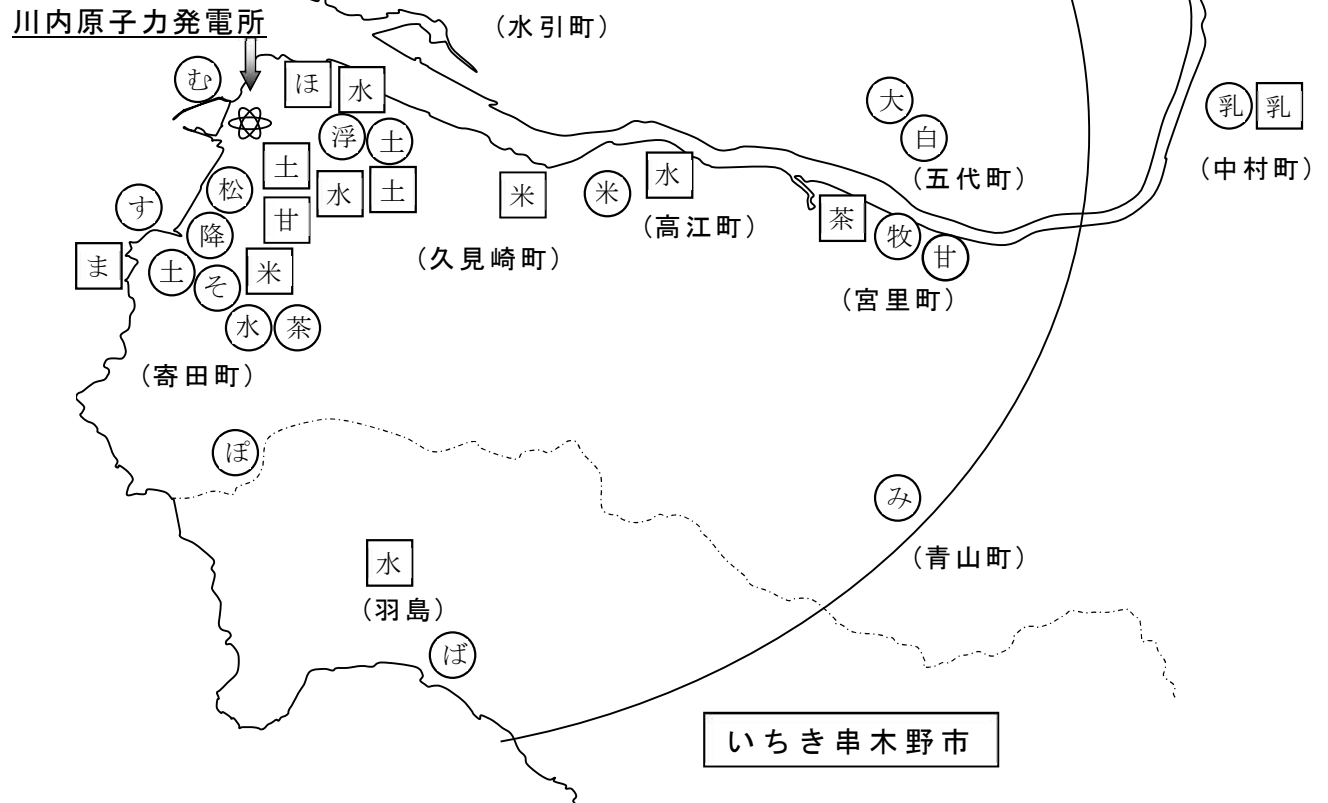 (水引町)
川内原子力発電所
む
ほ
水
大
乳
乳
浮
土
白
(中村町)
土
松
水
土
米
米
水
(五代町)
す
甘
(高江町)
茶
降
牧
甘
ま
土
そ
米
(久見崎町)
(宮里町)
水
茶
(寄田町)
ぽ
み
水
(青山町)
(羽島)
ば
いちき串木野市